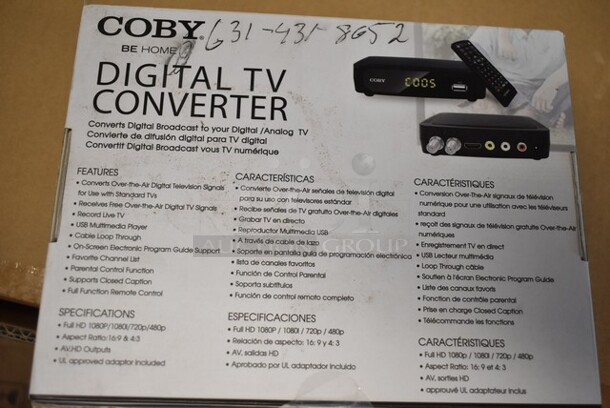 COBY
BE HOME
631-431-8652
DIGITAL TV
CONVERTER
Converts Digital Broadcast to your Digital /Analog TV
Convierte de difusión digital para TV digital
Convertit Digital Broadcast vous TV numérique
COBY
C005
FEATURES
• Converts Over-the-Air Digital Television Signals
for Use with Standard TVs
• Receives Free Over-the-Air Digital TV Signals
• Record Live TV
• USB Multimedia Player
• Cable Loop Through
• On-Screen Electronic Program Guide Support
• Favorite Channel List
• Parental Control Function
• Supports Closed Caption
• Full Function Remote Control
SPECIFICATIONS
• Full HD 1080P/1080i/720p/480p
• Aspect Ratio: 16:9 & 4:3
• AV,HD Outputs
• UL approved adaptor included
CARACTERÍSTICAS
• Convierte Over-the-Air señales de televisión digital
para su uso con televisores estándar
• Recibe señales de TV gratuito Over-the-Air digitales
• Grabar TV en directo
• Reproductor Multimedia USB
• A través de cable de lazo
• Soporte en pantalla guía de programación electrónica
• lista de canales favoritos
• Función de Control Parental
• Soporta subtítulos
• Función de control remoto completo
ESPECIFICACIONES
• Full HD 1080P / 1080i / 720p / 480p
• Relación de aspecto: 16: 9 y 4: 3
• AV, salidas HD
• Aprobado por UL adaptador incluido
CARACTÉRISTIQUES
• Conversion Over-the-Air signaux de télévision
numérique pour une utilisation avec les téléviseurs
standard
• reçoit des signaux de télévision gratuite Over-the-Air
numériques
• Enregistrement TV en direct
• USB Lecteur multimédia
• Loop Through câble
• Soutien à l'écran Electronic Program Guide
• Liste des canaux favoris
• Fonction de contrôle parental
• Prise en charge Closed Caption
• Télécommande les fonctions
CARACTÉRISTIQUES
• Full HD 1080p / 1080i / 720p / 480p
• Aspect Ratio: 16: 9 et 4: 3
• AV, sorties HD
• approuvé UL adaptateur inclus
GROUP